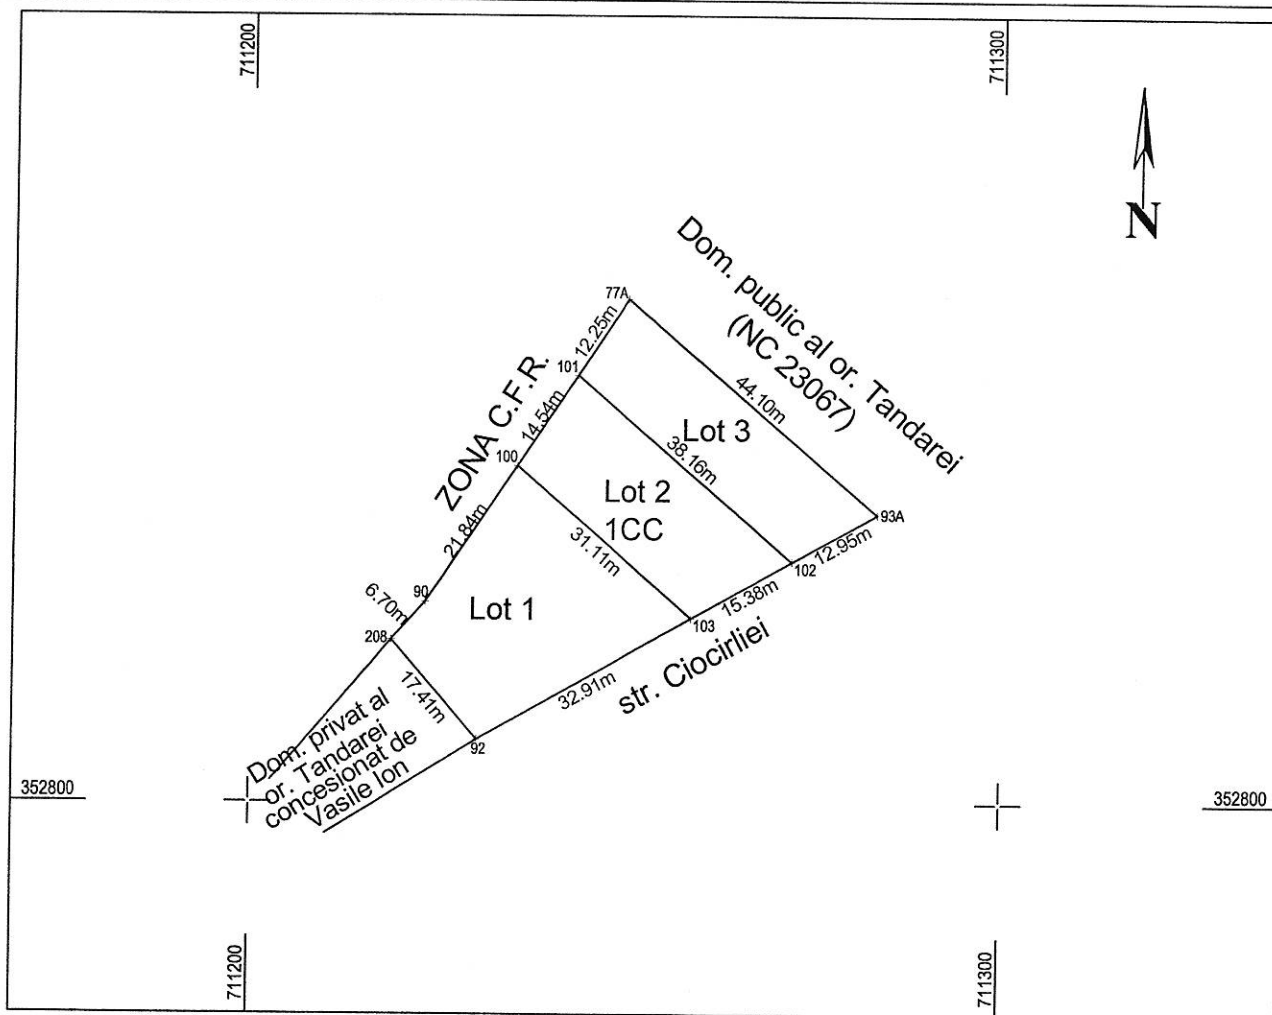 711200
711300
N
Dom. public al or. Tandarei
(NC 23067)
77A
12.25m
101
ZONA C.F.R.
14.54m
44.10m
Lot 3
38.16m
100
Lot 2
1CC
21.84m
31.11m
93A
12.95m
102
15.38m
90
6.70m
Lot 1
103
208
str. Ciocirliei
17.41m
32.91m
92
Dom. privat al
or. Tandarei
concesionat de
Vasile Ion
352800
352800
711200
711300